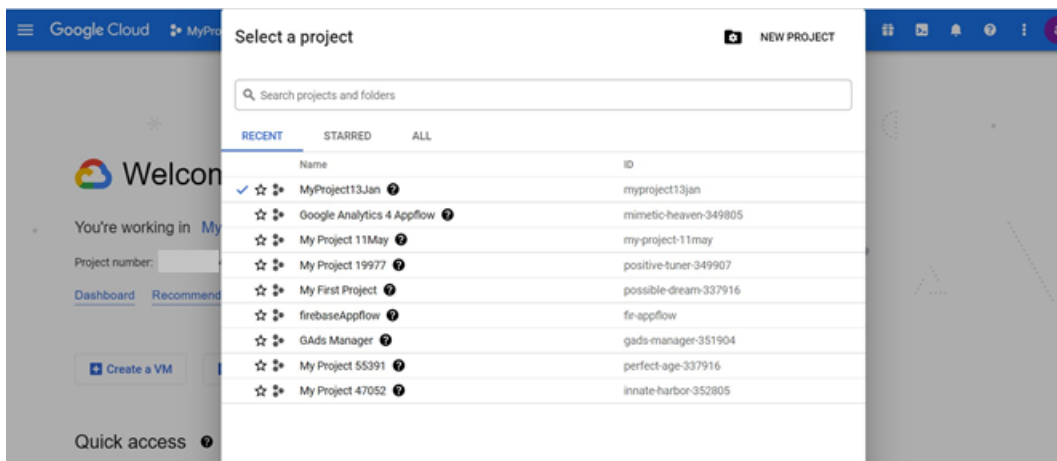 Google Cloud MyPro
Select a project
NEW PROJECT
Search projects and folders
RECENT STARRED ALL
Name ID
MyProject13Jan myproject13jan
Google Analytics 4 Appflow mimetic-heaven-349805
My Project 11May my-project-11may
My Project 19977 positive-tuner-349907
My First Project possible-dream-337916
firebaseAppflow fir-appflow
GAds Manager gads-manager-351904
My Project 55391 perfect-age-337916
My Project 47052 innate-harbor-352805
Welcon
You're working in My
Project number:
Dashboard Recommend
Create a VM
Quick access